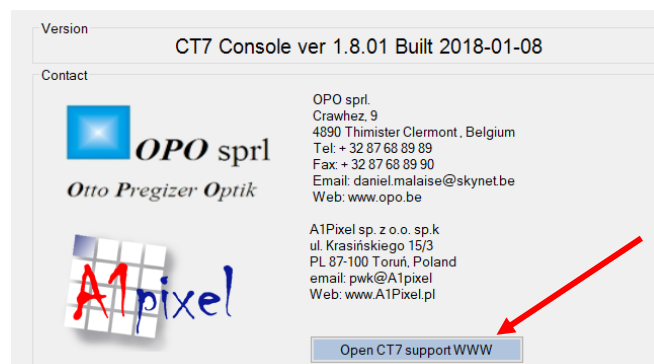 Version
CT7 Console ver 1.8.01 Built 2018-01-08
Contact
OPO sprl
Otto Pregizer Optik
OPO sprl.
Crawhez, 9
4890 Thimister Clermont, Belgium
Tel: + 32 87 68 89 89
Fax: + 32 87 68 89 90
Email: daniel.malaise@skynet.be
Web: www.opo.be
A1pixel
A1Pixel sp. z o.o. sp.k
ul. Krasińskiego 15/3
PL 87-100 Toruń, Poland
email: pwk@A1pixel
Web: www.A1Pixel.pl
Open CT7 support WWW